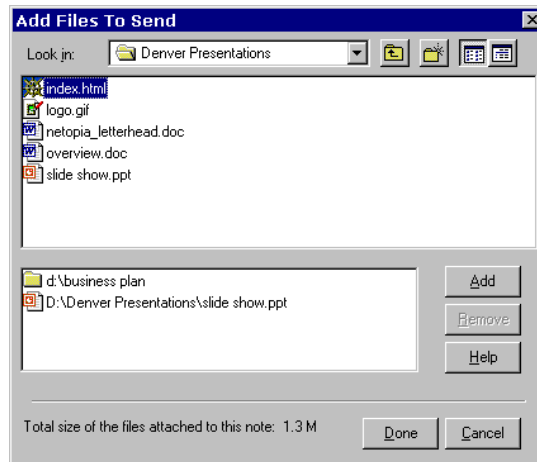 Add Files To Send
Look in: Denver Presentations
index.html
logo.gif
netopia_letterhead.doc
overview.doc
slide show.ppt
d:\business plan
D:\Denver Presentations\slide show.ppt
Add
Remove
Help
Total size of the files attached to this note: 1.3 M
Done
Cancel